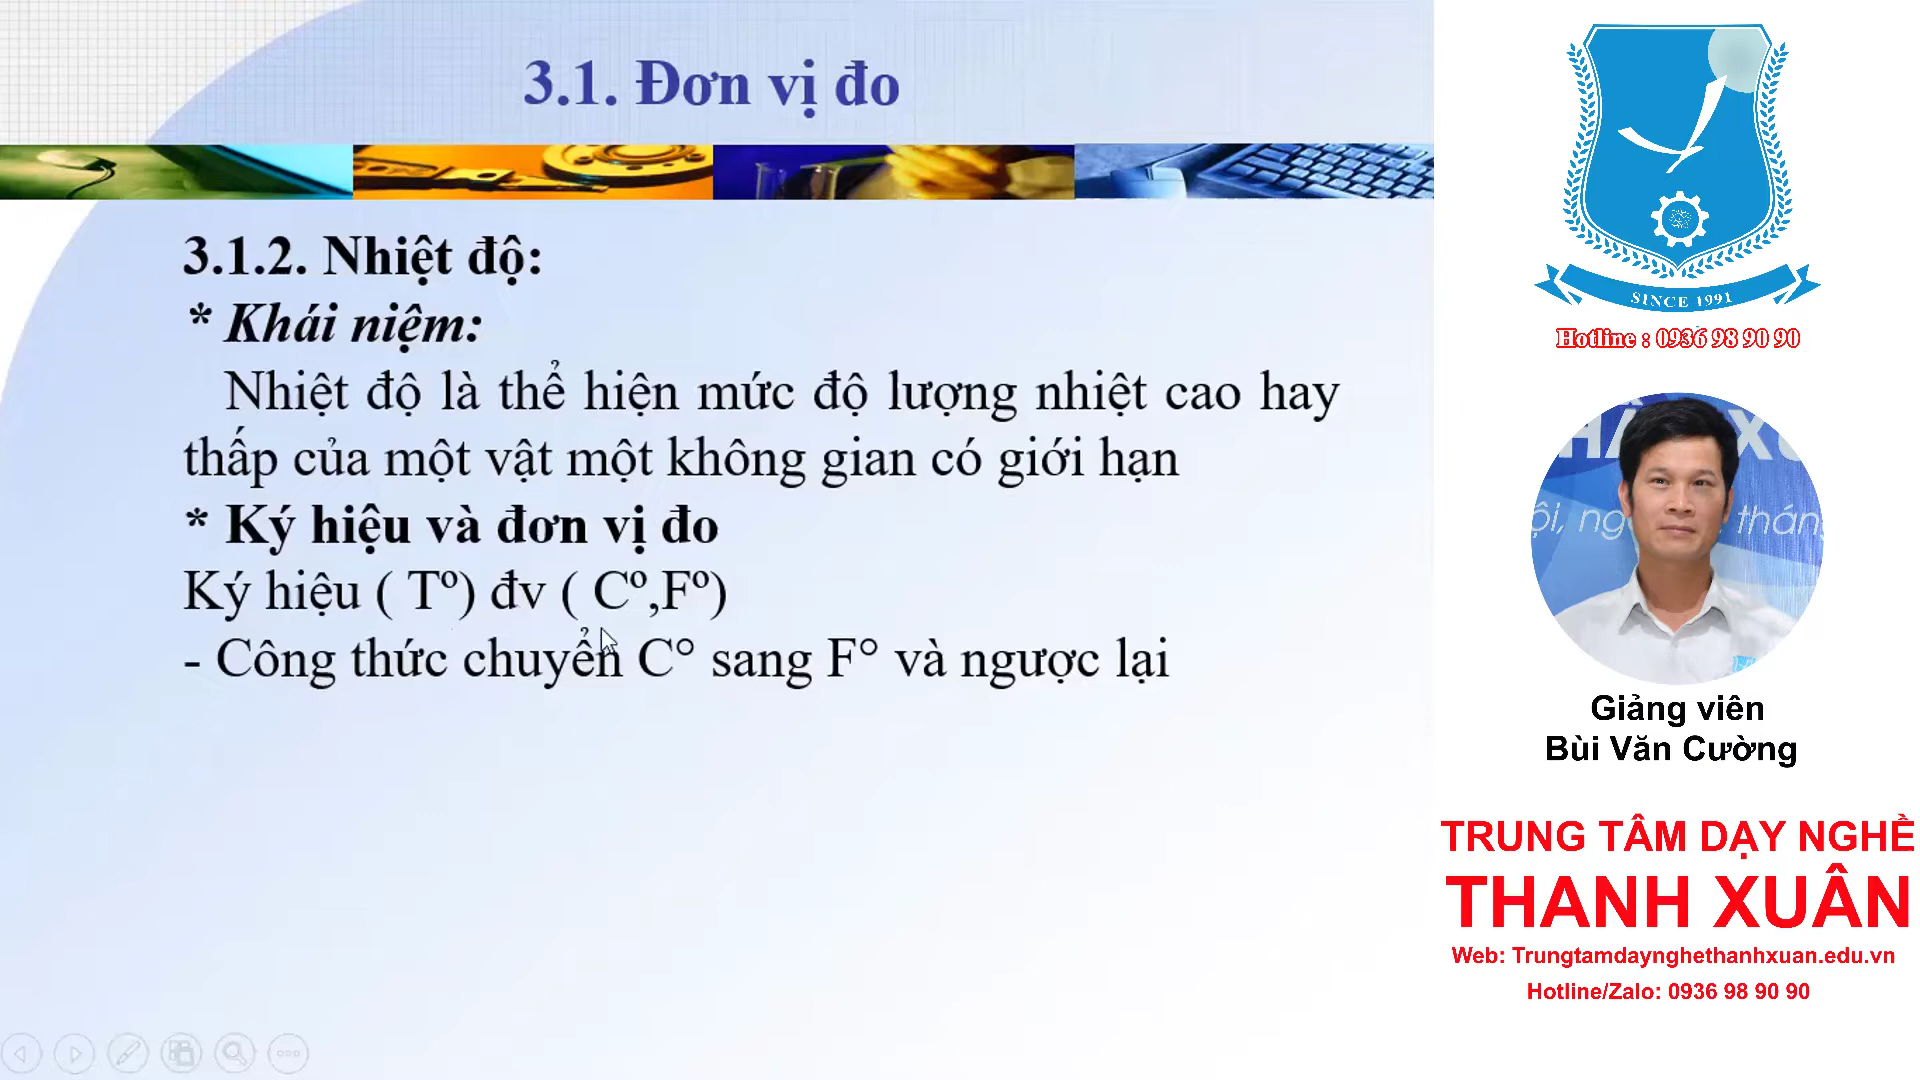 3.1. Đơn vị đo
3.1.2. Nhiệt độ:
* Khái niệm:
Nhiệt độ là thể hiện mức độ lượng nhiệt cao hay
thấp của một vật một không gian có giới hạn
* Ký hiệu và đơn vị đo
Ký hiệu ( Tº) đv ( Cº,Fº)
- Công thức chuyển C° sang F° và ngược lại
SINCE 1991
Hotline : 0936 98 90 90
Giảng viên
Bùi Văn Cường
TRUNG TÂM DẠY NGHỀ
THANH XUÂN
Web: Trungtamdaynghethanhxuan.edu.vn
Hotline/Zalo: 0936 98 90 90